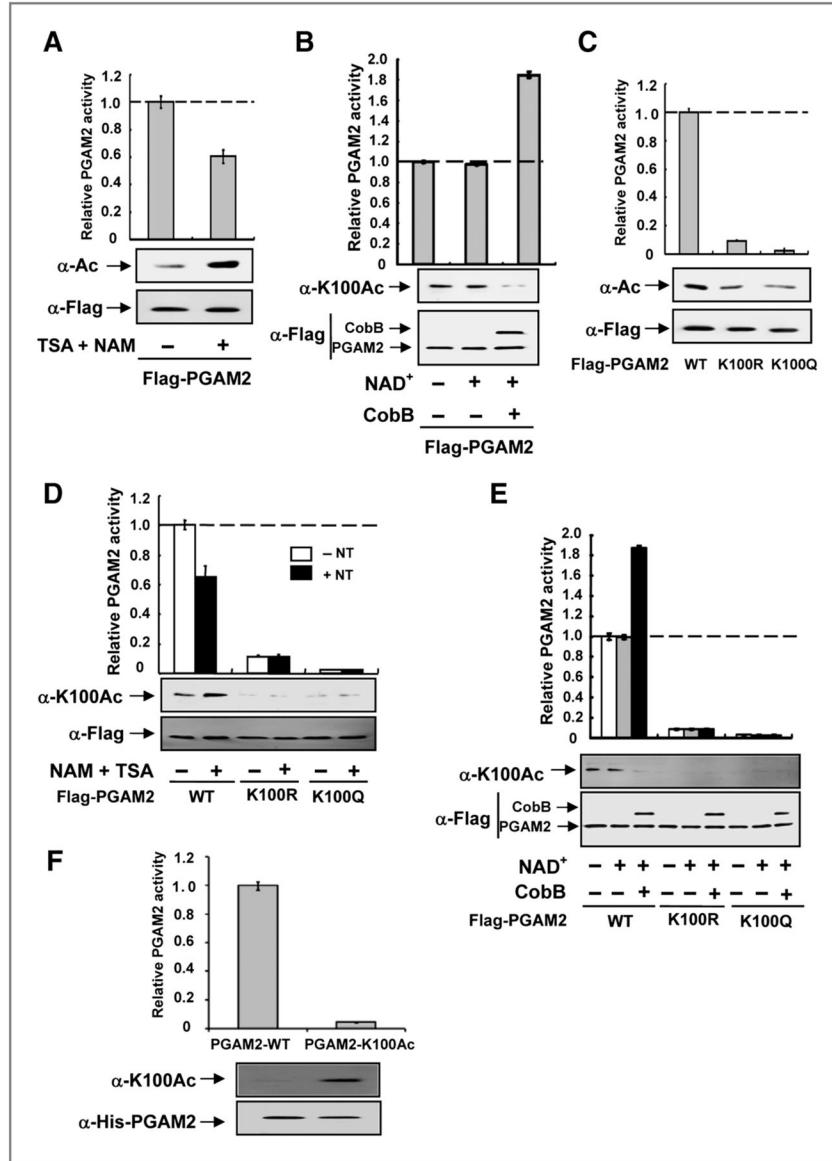 A
Relative PGAM2 activity
1.2
1.0
0.8
0.6
0.4
0.2
0
α-Ac
α-Flag
TSA + NAM
– +
Flag-PGAM2
B
Relative PGAM2 activity
2.0
1.8
1.6
1.4
1.2
1.0
0.8
0.6
0.4
0.2
0
α-K100Ac
α-Flag
CobB
PGAM2
NAD+ – + +
CobB – – +
Flag-PGAM2
C
Relative PGAM2 activity
1.2
1.0
0.8
0.6
0.4
0.2
0
α-Ac
α-Flag
Flag-PGAM2 WT K100R K100Q
D
Relative PGAM2 activity
1.2
1.0
0.8
0.6
0.4
0.2
0
– NT
+ NT
α-K100Ac
α-Flag
NAM + TSA – + – + – +
Flag-PGAM2 WT K100R K100Q
E
Relative PGAM2 activity
2.0
1.8
1.6
1.4
1.2
1.0
0.8
0.6
0.4
0.2
0
α-K100Ac
α-Flag
CobB
PGAM2
NAD+ – + + – + + – + +
CobB – – + – – + – – +
Flag-PGAM2 WT K100R K100Q
F
Relative PGAM2 activity
1.2
1.0
0.8
0.6
0.4
0.2
0
PGAM2-WT PGAM2-K100Ac
α-K100Ac
α-His-PGAM2